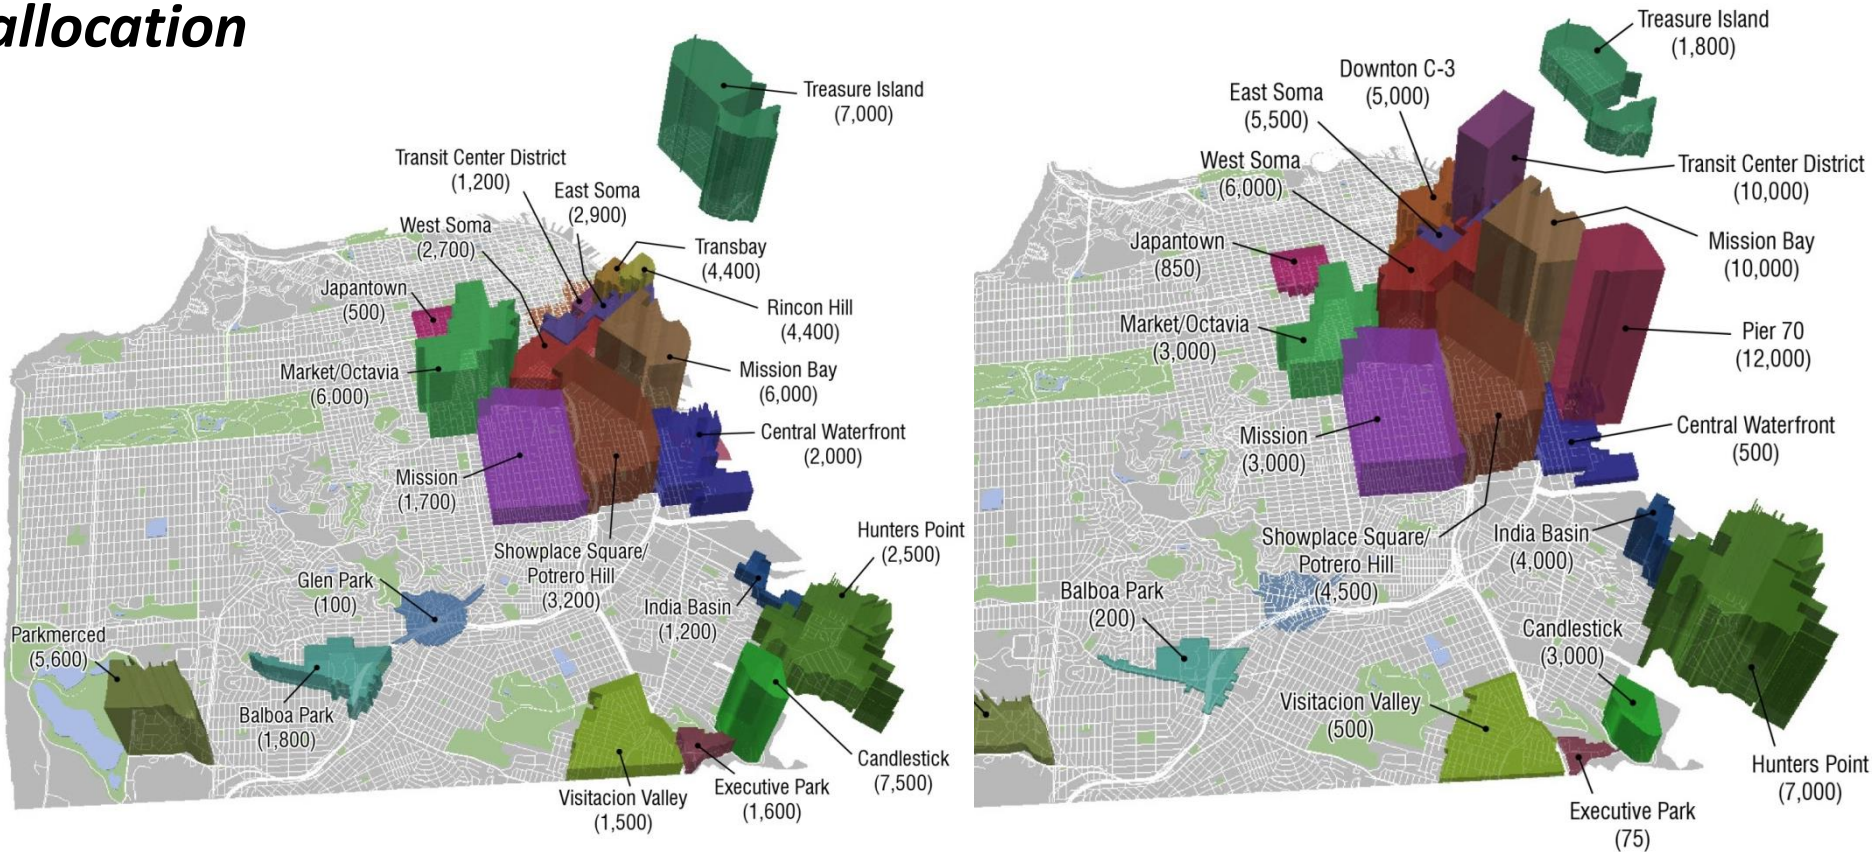 allocation
Treasure Island
(7,000)
Transit Center District
(1,200)
East Soma
(2,900)
West Soma
(2,700)
Transbay
(4,400)
Japantown
(500)
Rincon Hill
(4,400)
Market/Octavia
(6,000)
Mission Bay
(6,000)
Central Waterfront
(2,000)
Mission
(1,700)
Hunters Point
(2,500)
Showplace Square/
Potrero Hill
(3,200)
Glen Park
(100)
India Basin
(1,200)
Parkmerced
(5,600)
Balboa Park
(1,800)
Candlestick
(7,500)
Executive Park
(1,600)
Visitacion Valley
(1,500)
Treasure Island
(1,800)
Downton C-3
(5,000)
East Soma
(5,500)
West Soma
(6,000)
Transit Center District
(10,000)
Japantown
(850)
Mission Bay
(10,000)
Market/Octavia
(3,000)
Pier 70
(12,000)
Mission
(3,000)
Central Waterfront
(500)
Showplace Square/
Potrero Hill
(4,500)
India Basin
(4,000)
Balboa Park
(200)
Candlestick
(3,000)
Visitacion Valley
(500)
Hunters Point
(7,000)
Executive Park
(75)